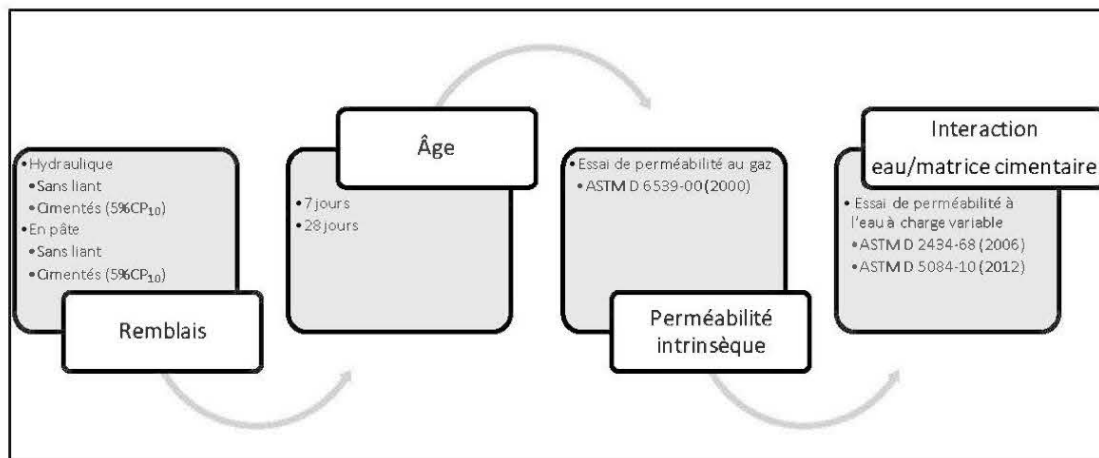 • Hydraulique
• Sans liant
• Cimentés (5%CP₁₀)
• En pâte
• Sans liant
• Cimentés (5%CP₁₀)
Remblais
Âge
• 7 jours
• 28 jours
• Essai de perméabilité au gaz
• ASTM D 6539-00 (2000)
Perméabilité
intrinsèque
Interaction
eau/matrice cimentaire
• Essai de perméabilité à
l'eau à charge variable
• ASTM D 2434-68 (2006)
• ASTM D 5084-10 (2012)